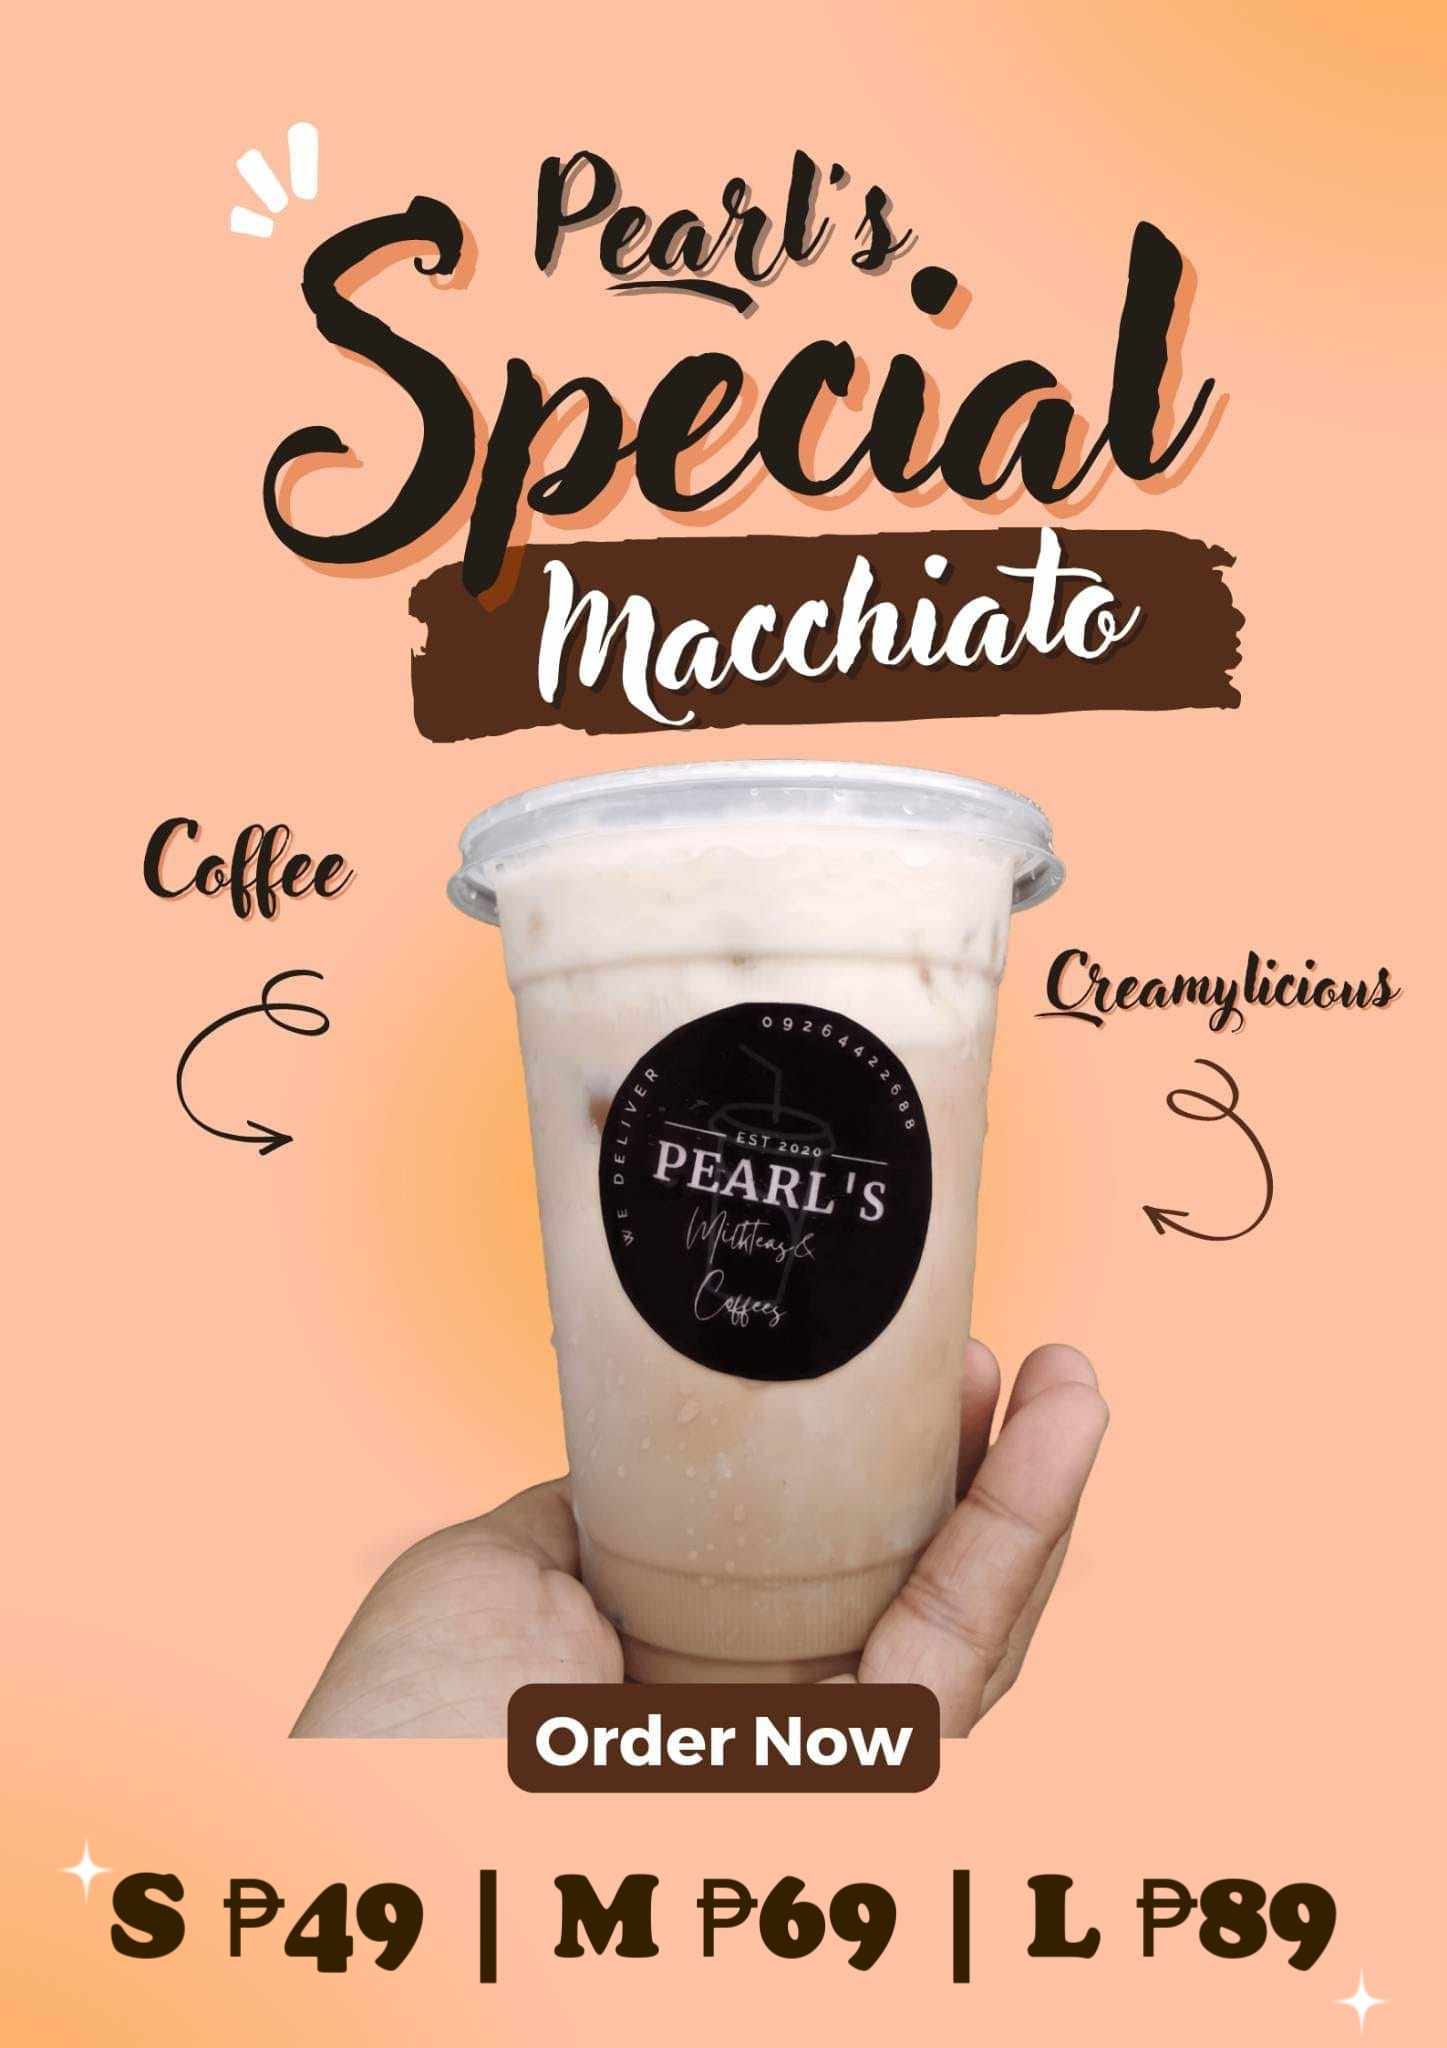 Pearl's
Special
Macchiato
Coffee
Creamylicious
09264422688
WE DELIVER
EST 2020
PEARL'S
Milkteas &
Coffees
Order Now
S ₱49 | M ₱69 | L ₱89